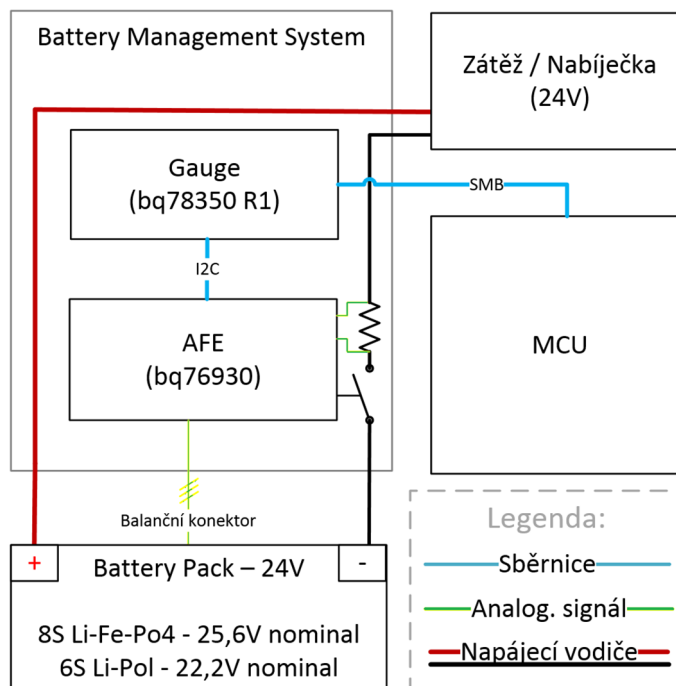 Battery Management System
Zátěž / Nabíječka
(24V)
Gauge
(bq78350 R1)
SMB
I2C
AFE
(bq76930)
MCU
Balanční konektor
+
Battery Pack – 24V
-
8S Li-Fe-Po4 - 25,6V nominal
6S Li-Pol - 22,2V nominal
Legenda:
Sběrnice
Analog. signál
Napájecí vodiče